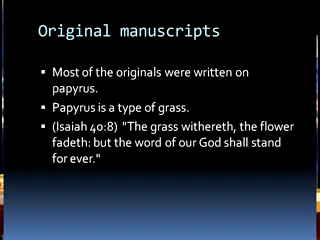 Original manuscripts
Most of the originals were written on
papyrus.
Papyrus is a type of grass.
(Isaiah 40:8) "The grass withereth, the flower
fadeth: but the word of our God shall stand
for ever."